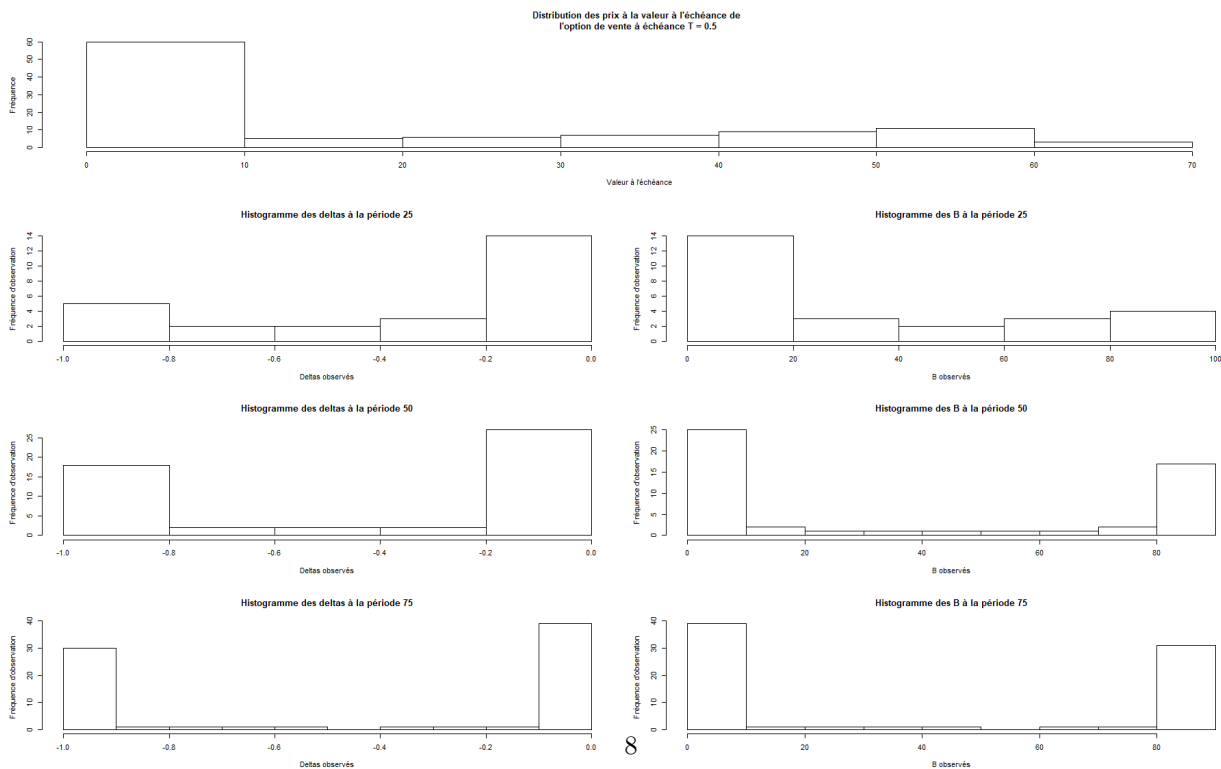 Distribution des prix à la valeur à l'échéance de
l'option de vente à échéance T = 0.5
Fréquence
0 10 20 30 40 50 60
0 10 20 30 40 50 60 70
Valeur à l'échéance
Histogramme des deltas à la période 25
Fréquence d'observation
0 2 4 6 8 10 12 14
-1.0 -0.8 -0.6 -0.4 -0.2 0.0
Deltas observés
Histogramme des B à la période 25
Fréquence d'observation
0 2 4 6 8 10 12 14
0 20 40 60 80 100
B observés
Histogramme des deltas à la période 50
Fréquence d'observation
0 5 10 15 20 25
-1.0 -0.8 -0.6 -0.4 -0.2 0.0
Deltas observés
Histogramme des B à la période 50
Fréquence d'observation
0 5 10 15 20 25
0 20 40 60 80
B observés
Histogramme des deltas à la période 75
Fréquence d'observation
0 10 20 30 40
-1.0 -0.8 -0.6 -0.4 -0.2 0.0
Deltas observés
Histogramme des B à la période 75
Fréquence d'observation
0 10 20 30 40
0 20 40 60 80
B observés
8